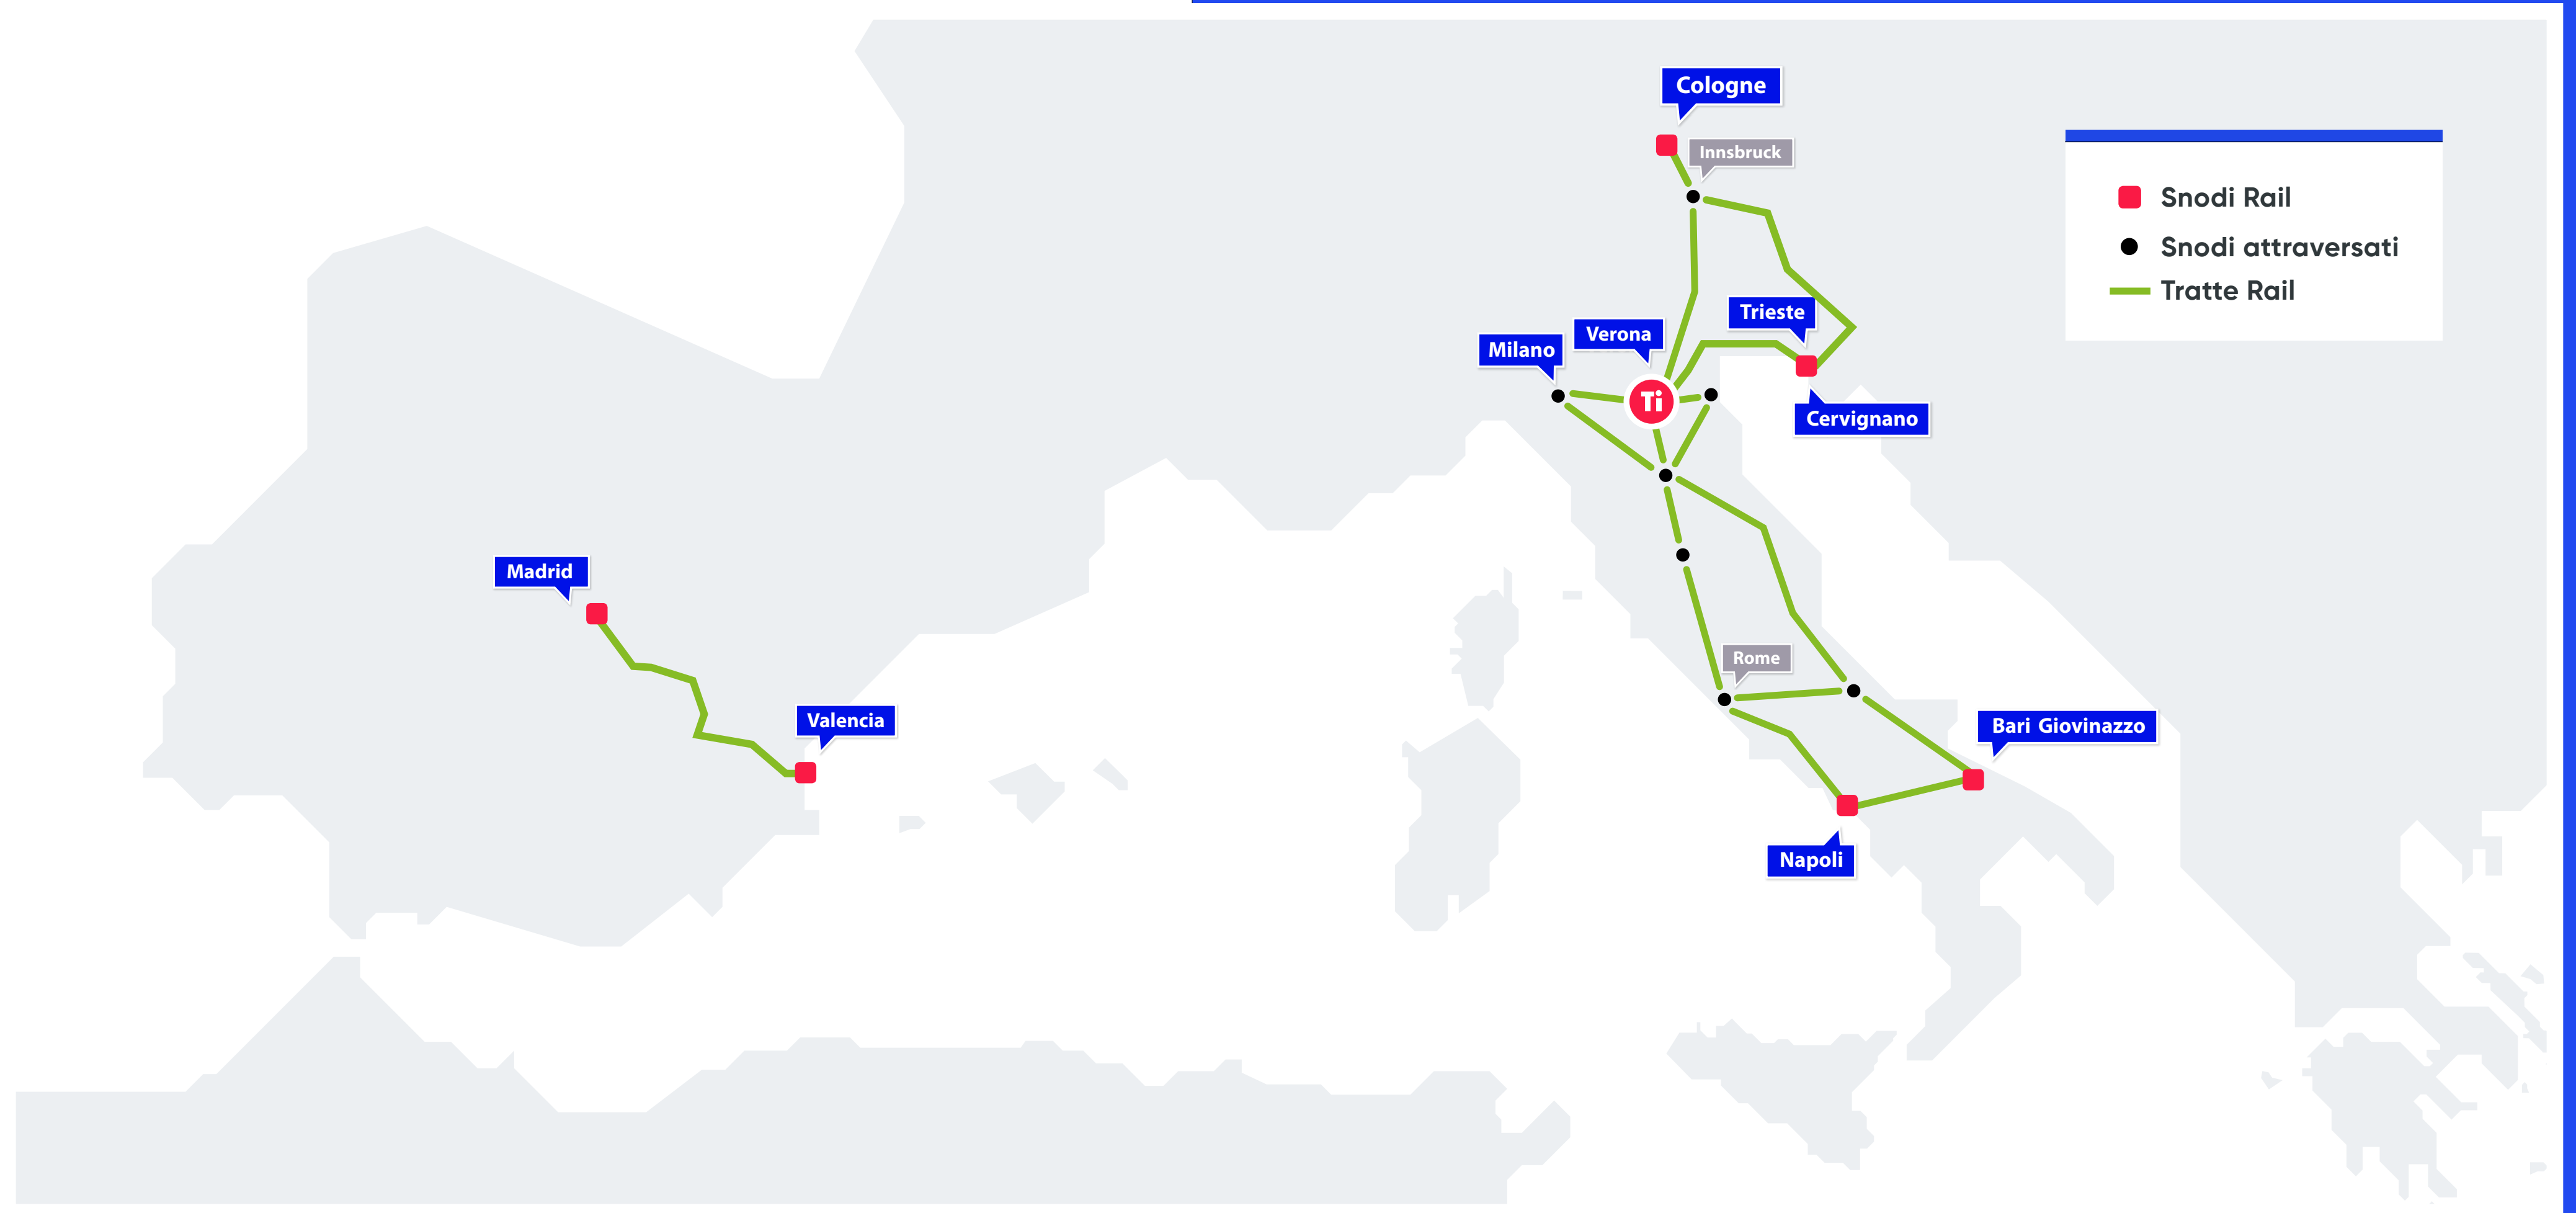 Cologne
Innsbruck
Snodi Rail
Snodi attraversati
Tratte Rail
Trieste
Verona
Milano
Ti
Cervignano
Madrid
Rome
Valencia
Bari Giovinazzo
Napoli